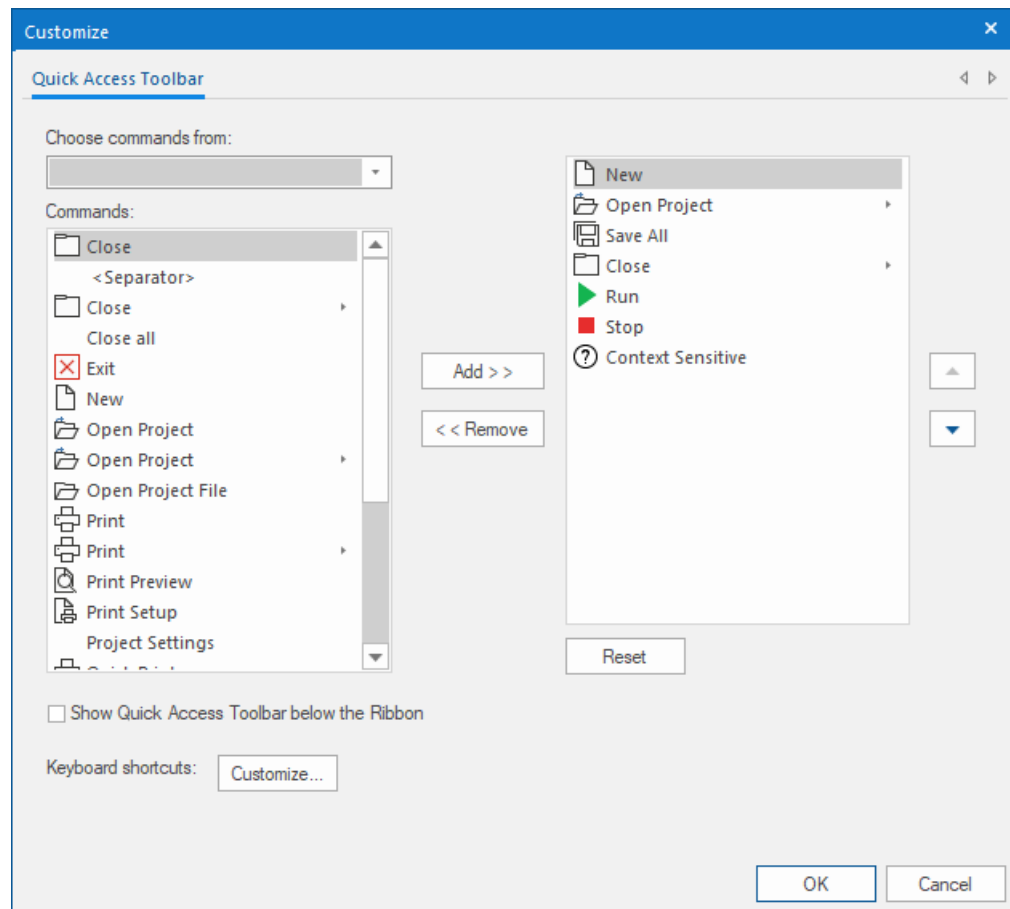 Customize
Quick Access Toolbar
Choose commands from:
Commands:
Close
<Separator>
Close
Close all
Exit
New
Open Project
Open Project
Open Project File
Print
Print
Print Preview
Print Setup
Project Settings
Add > >
< < Remove
New
Open Project
Save All
Close
Run
Stop
Context Sensitive
Reset
Show Quick Access Toolbar below the Ribbon
Keyboard shortcuts:
Customize...
OK
Cancel